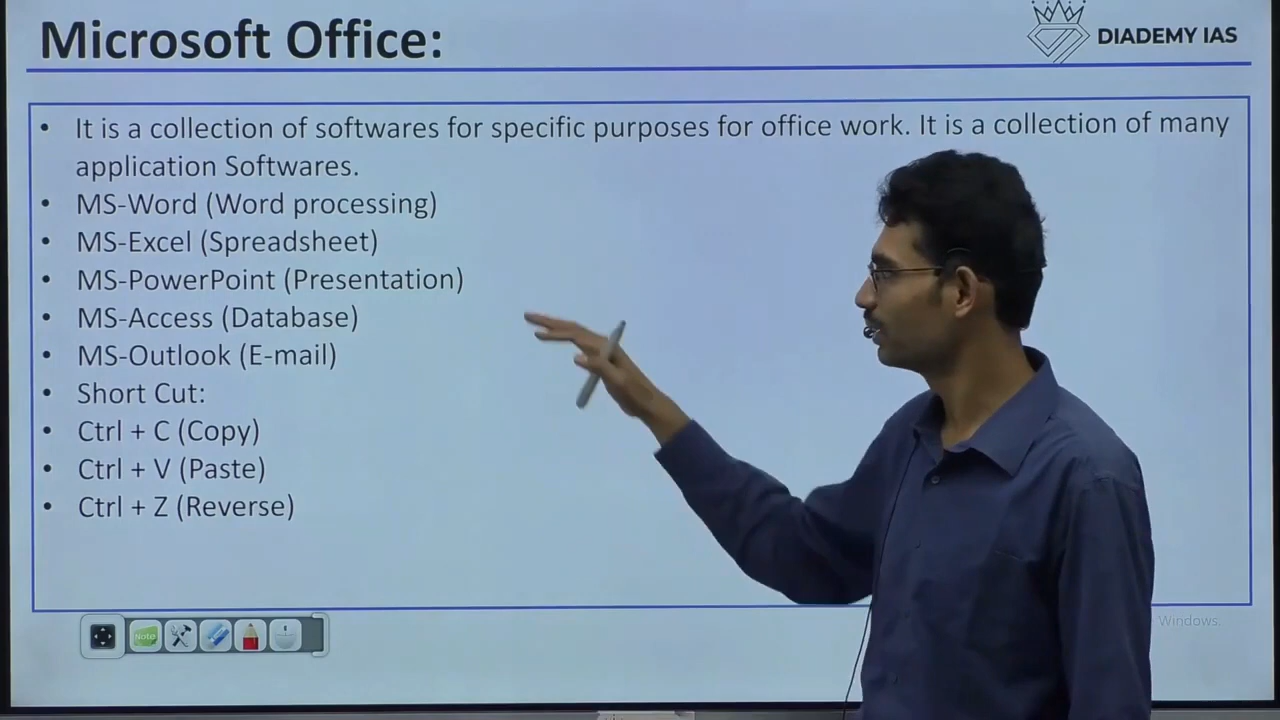 Microsoft Office:
DIADEMY IAS
• It is a collection of softwares for specific purposes for office work. It is a collection of many
application Softwares.
• MS-Word (Word processing)
• MS-Excel (Spreadsheet)
• MS-PowerPoint (Presentation)
• MS-Access (Database)
• MS-Outlook (E-mail)
• Short Cut:
• Ctrl + C (Copy)
• Ctrl + V (Paste)
• Ctrl + Z (Reverse)
Note
Windows.